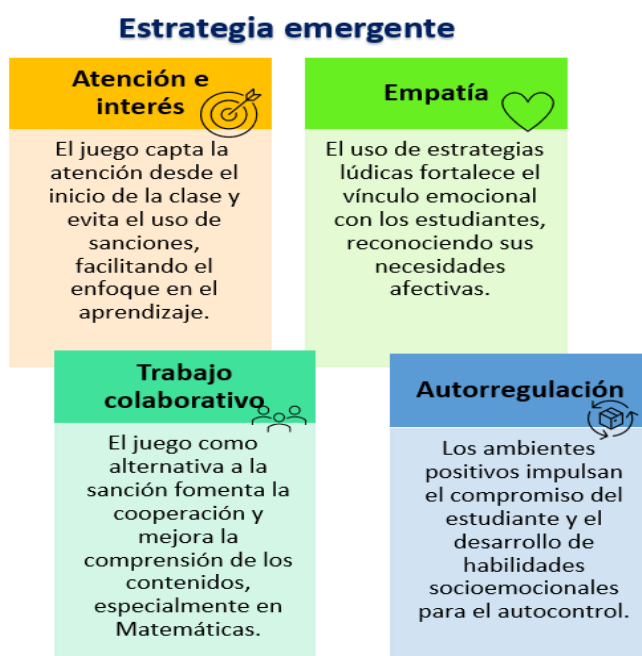 Estrategia emergente
Atención e
interés
El juego capta la
atención desde el
inicio de la clase y
evita el uso de
sanciones,
facilitando el
enfoque en el
aprendizaje.
Empatía
El uso de estrategias
lúdicas fortalece el
vínculo emocional
con los estudiantes,
reconociendo sus
necesidades
afectivas.
Trabajo
colaborativo
El juego como
alternativa a la
sanción fomenta la
cooperación y
mejora la
comprensión de los
contenidos,
especialmente en
Matemáticas.
Autorregulación
Los ambientes
positivos impulsan
el compromiso del
estudiante y el
desarrollo de
habilidades
socioemocionales
para el autocontrol.